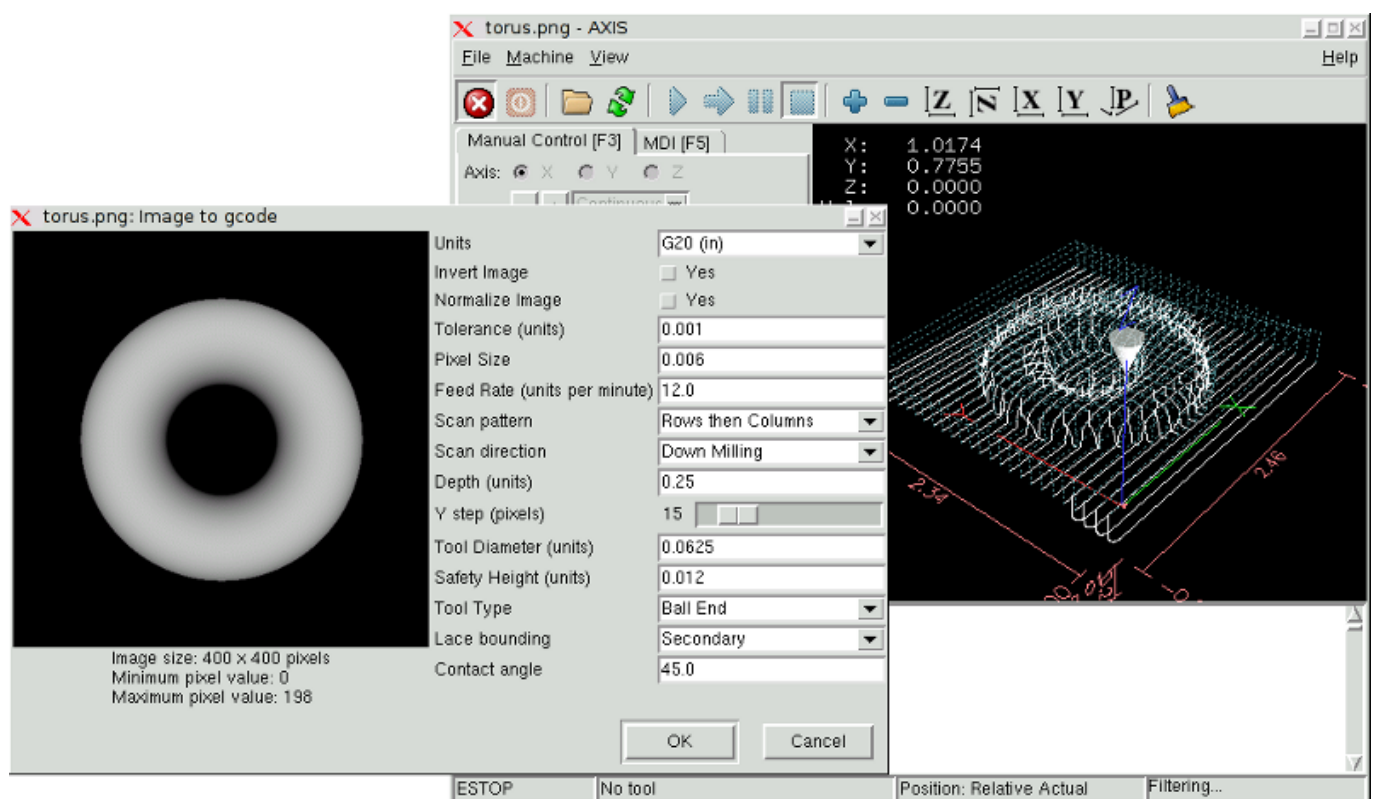 torus.png - AXIS
File Machine View Help
Z N X Y P
Manual Control [F3] MDI [F5]
Axis: X Y Z
Continuous
X: 1.0174
Y: 0.7755
Z: 0.0000
0.0000
2.34
2.46
torus.png: Image to gcode
Units G20 (in)
Invert Image Yes
Normalize Image Yes
Tolerance (units) 0.001
Pixel Size 0.006
Feed Rate (units per minute) 12.0
Scan pattern Rows then Columns
Scan direction Down Milling
Depth (units) 0.25
Y step (pixels) 15
Tool Diameter (units) 0.0625
Safety Height (units) 0.012
Tool Type Ball End
Lace bounding Secondary
Contact angle 45.0
Image size: 400 x 400 pixels
Minimum pixel value: 0
Maximum pixel value: 198
OK Cancel
ESTOP No tool Position: Relative Actual Filtering...